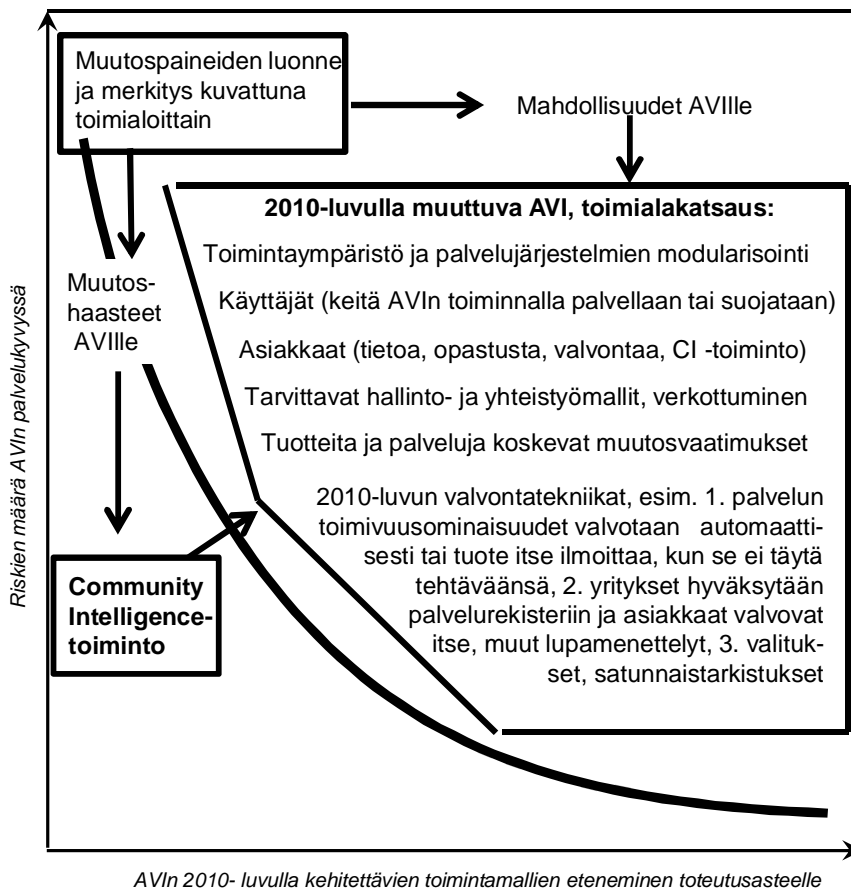 Muutospaineiden luonne
ja merkitys kuvattuna
toimialoittain
Mahdollisuudet AVIlle
2010-luvulla muuttuva AVI, toimialakatsaus:
Toimintaympäristö ja palvelujärjestelmien modularisointi
Käyttäjät (keitä AVIn toiminnalla palvellaan tai suojataan)
Asiakkaat (tietoa, opastusta, valvontaa, CI -toiminto)
Tarvittavat hallinto- ja yhteistyömallit, verkottuminen
Tuotteita ja palveluja koskevat muutosvaatimukset
2010-luvun valvontatekniikat, esim. 1. palvelun
toimivuusominaisuudet valvotaan automaatti-
sesti tai tuote itse ilmoittaa, kun se ei täytä
tehtäväänsä, 2. yritykset hyväksytään
palvelurekisteriin ja asiakkaat valvovat
itse, muut lupamenettelyt, 3. valituk-
set, satunnaistarkistukset
Muutos-
haasteet
AVIlle
Community
Intelligence-
toiminto
Riskien määrä AVIn palvelukyvyssä
AVIn 2010- luvulla kehitettävien toimintamallien eteneminen toteutusasteelle